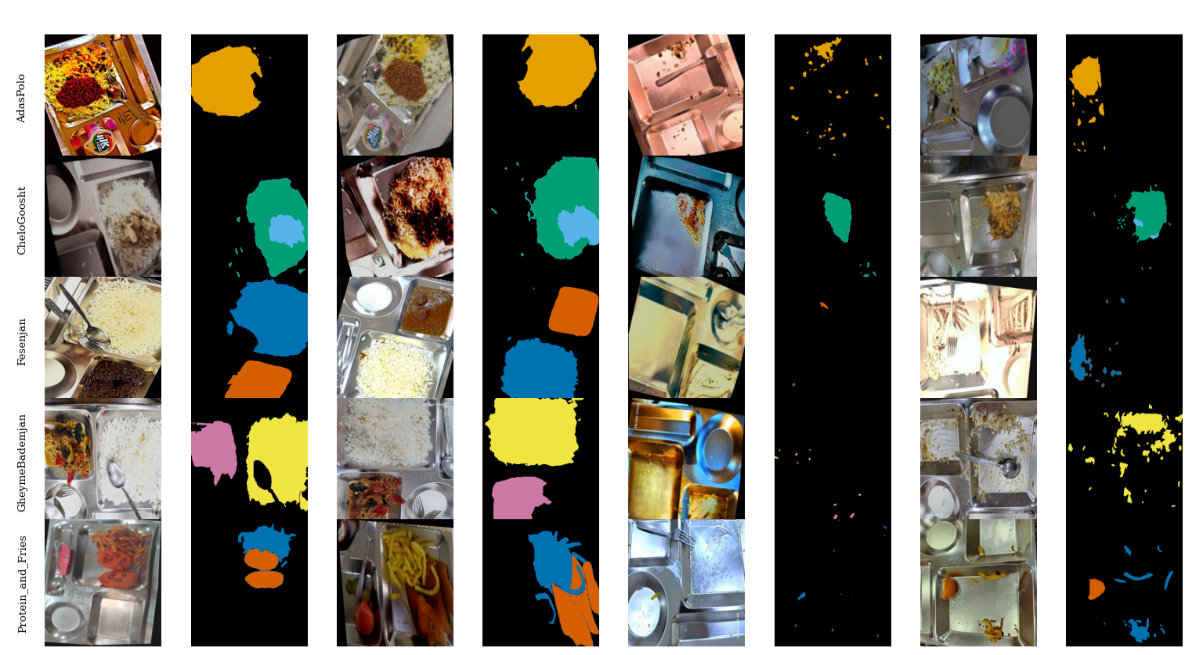 AdasPolo
CheloGoosht
Fesenjan
GheymeBademjan
Protein_and_Fries